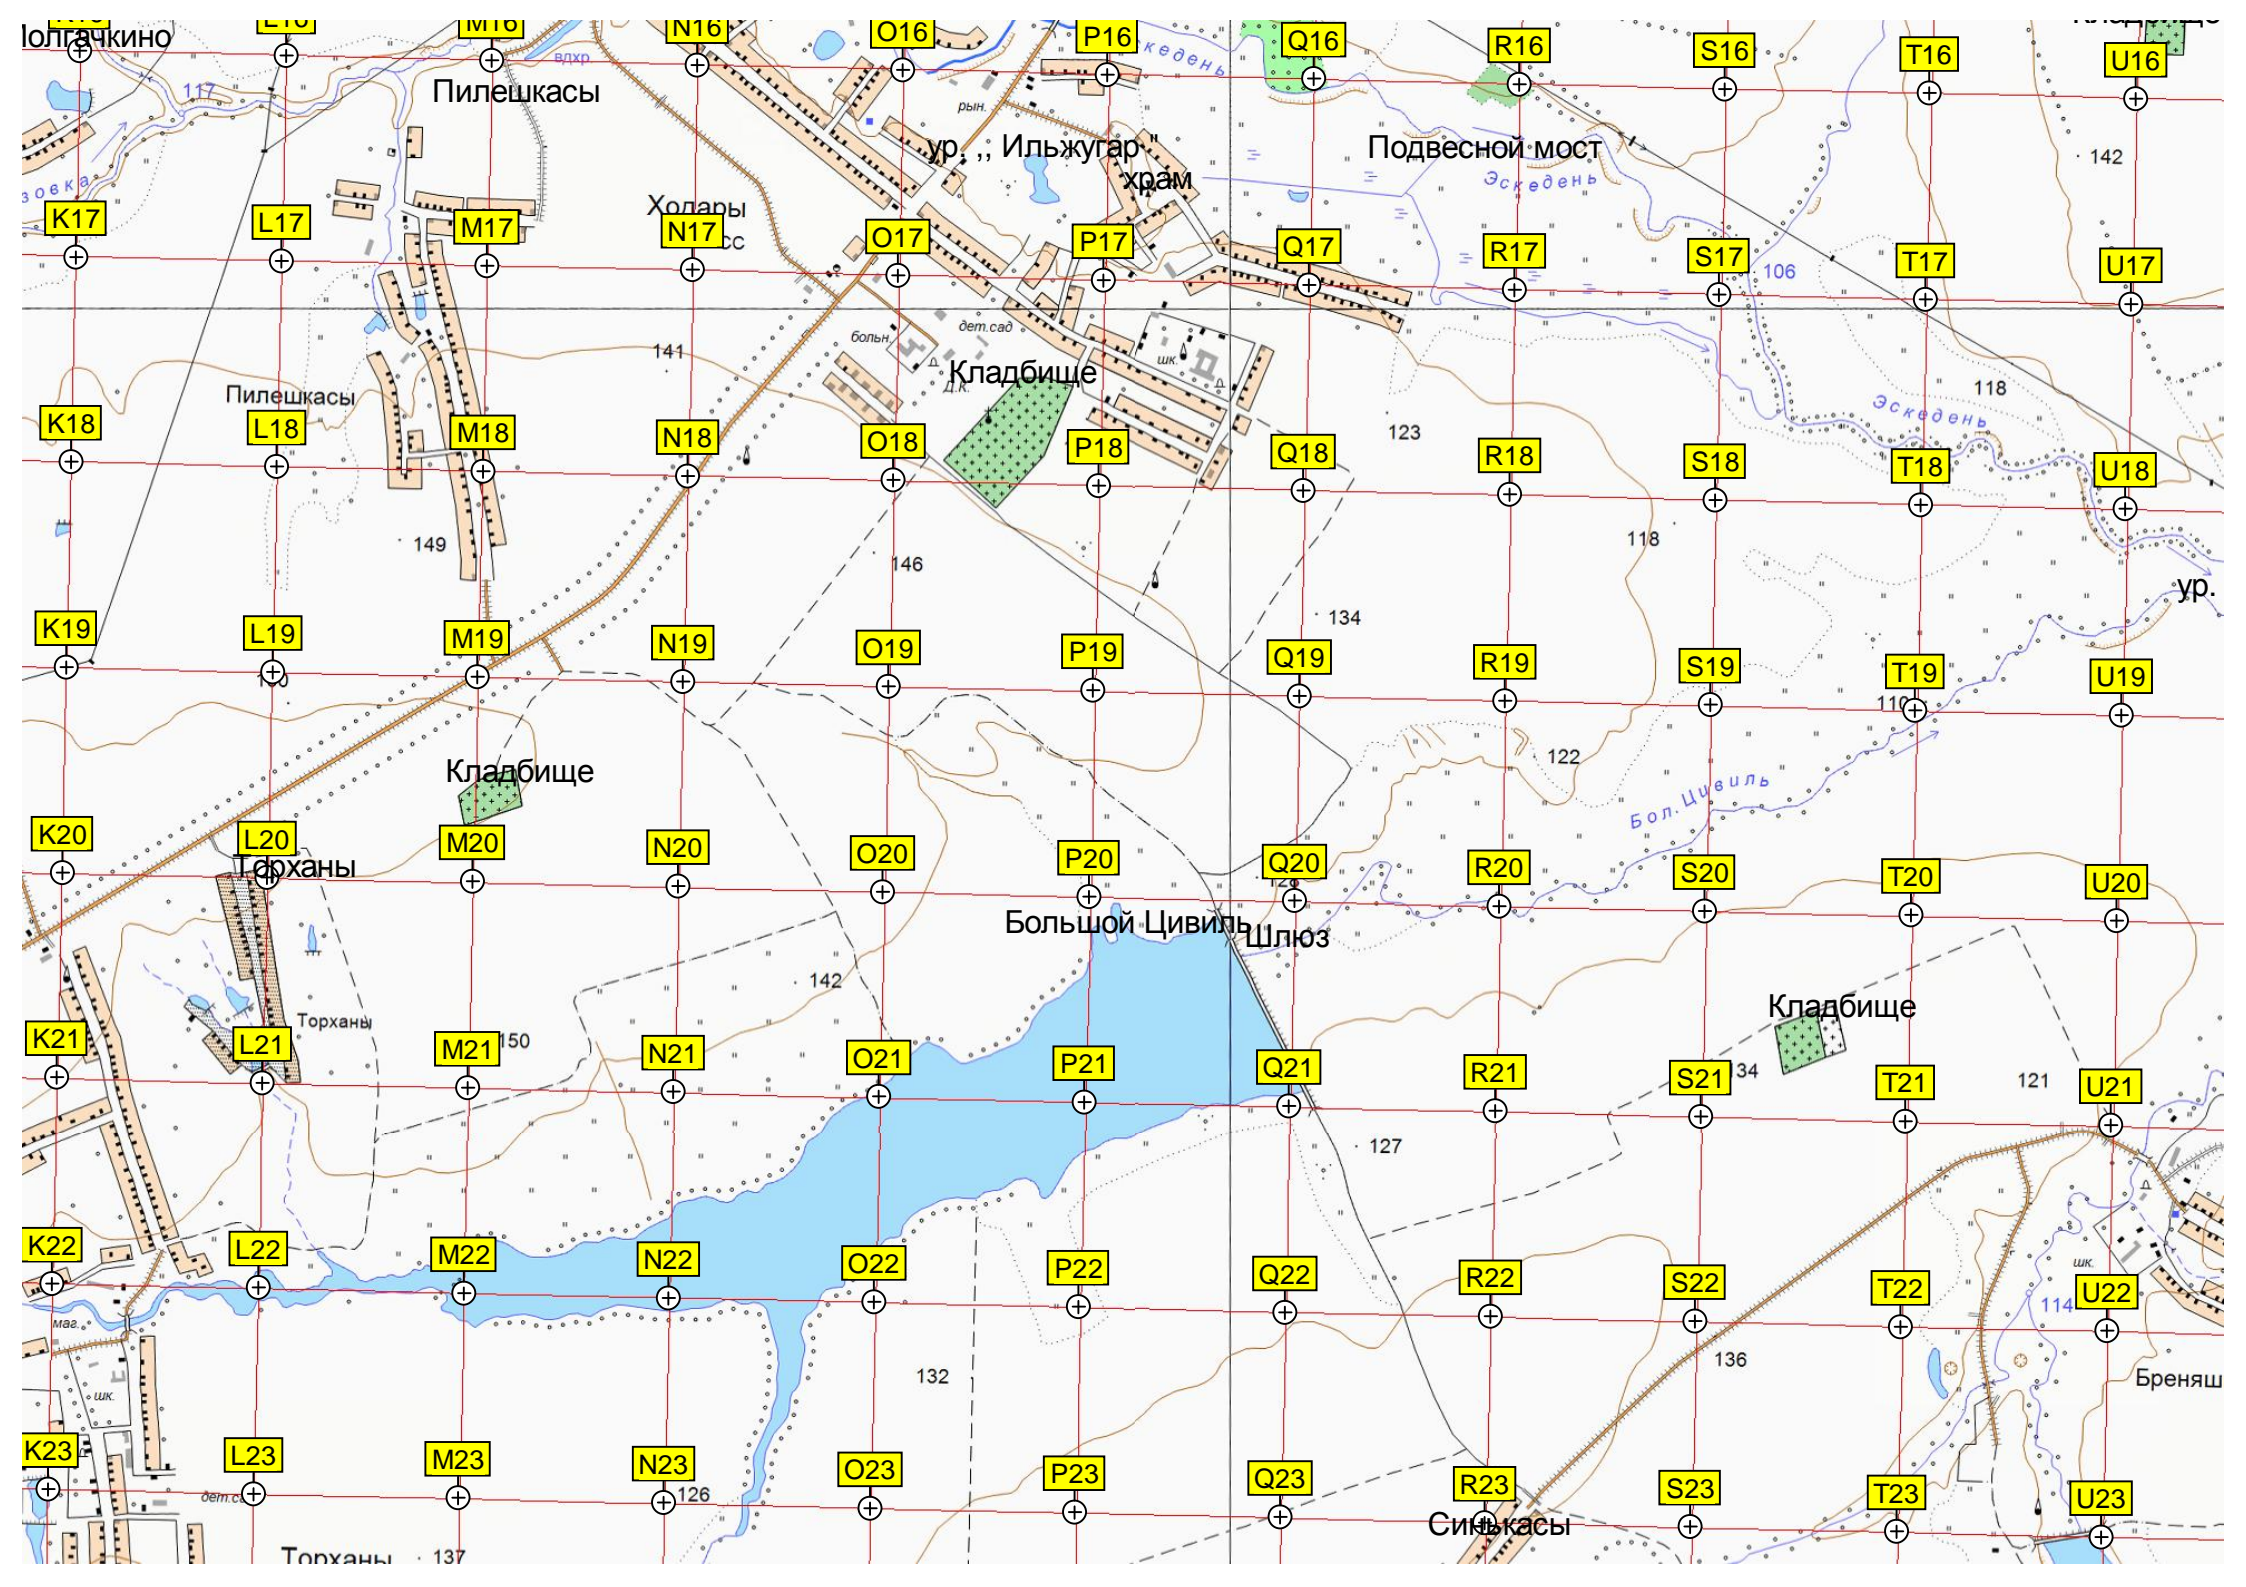 M16
N16
O16
P16
Q16
R16
S16
T16
U16
вдхр.
Эскедень
117
Пилешкасы
рын.
ур. ,, Ильжугар "
храм
Подвесной мост
Эскедень
142
K17
L17
M17
Ходары
N17
O17
P17
Q17
R17
S17
106
T17
U17
141
больн.
дет.сад
Кладбище
Д.К.
шк.
Пилешкасы
118
Эскедень
K18
L18
M18
N18
O18
P18
123
Q18
R18
S18
T18
U18
149
146
118
134
ур.
K19
L19
M19
N19
O19
P19
Q19
R19
S19
T19
U19
110
Кладбище
122
Бол. Цивиль
K20
L20
Торханы
M20
N20
O20
P20
Q20
R20
S20
T20
U20
Большой Цивиль
Шлюз
142
Кладбище
Торханы
K21
L21
M21
150
N21
O21
P21
Q21
R21
S21
T21
121
U21
127
K22
L22
M22
N22
O22
P22
Q22
R22
S22
T22
шк.
114
U22
маг.
132
136
Бреняш
шк.
K23
L23
M23
N23
126
O23
P23
Q23
R23
S23
T23
U23
Синькасы
Торханы
137